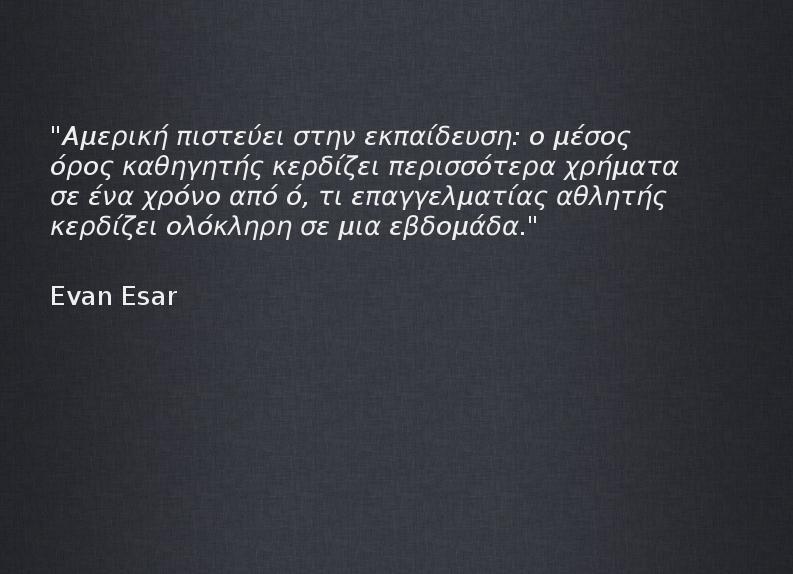 "Αμερική πιστεύει στην εκπαίδευση: ο μέσος
όρος καθηγητής κερδίζει περισσότερα χρήματα
σε ένα χρόνο από ό, τι επαγγελματίας αθλητής
κερδίζει ολόκληρη σε μια εβδομάδα."
Evan Esar